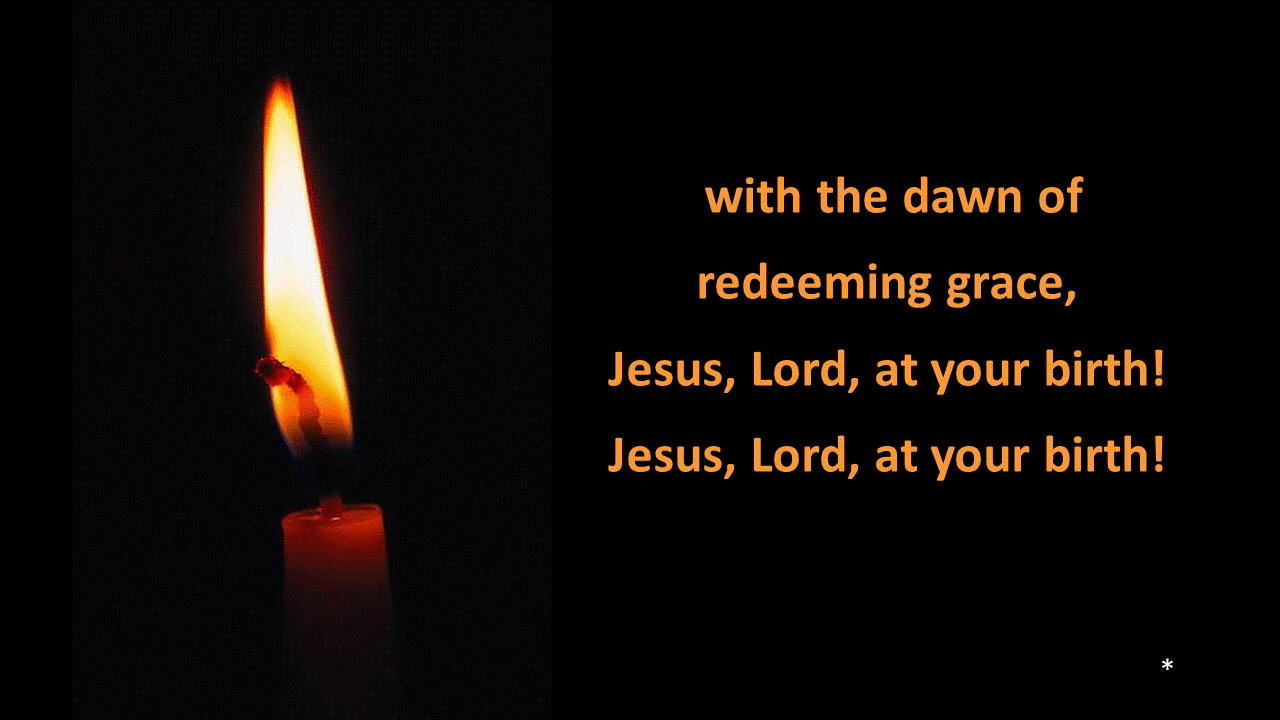 with the dawn of
redeeming grace,
Jesus, Lord, at your birth!
Jesus, Lord, at your birth!
*